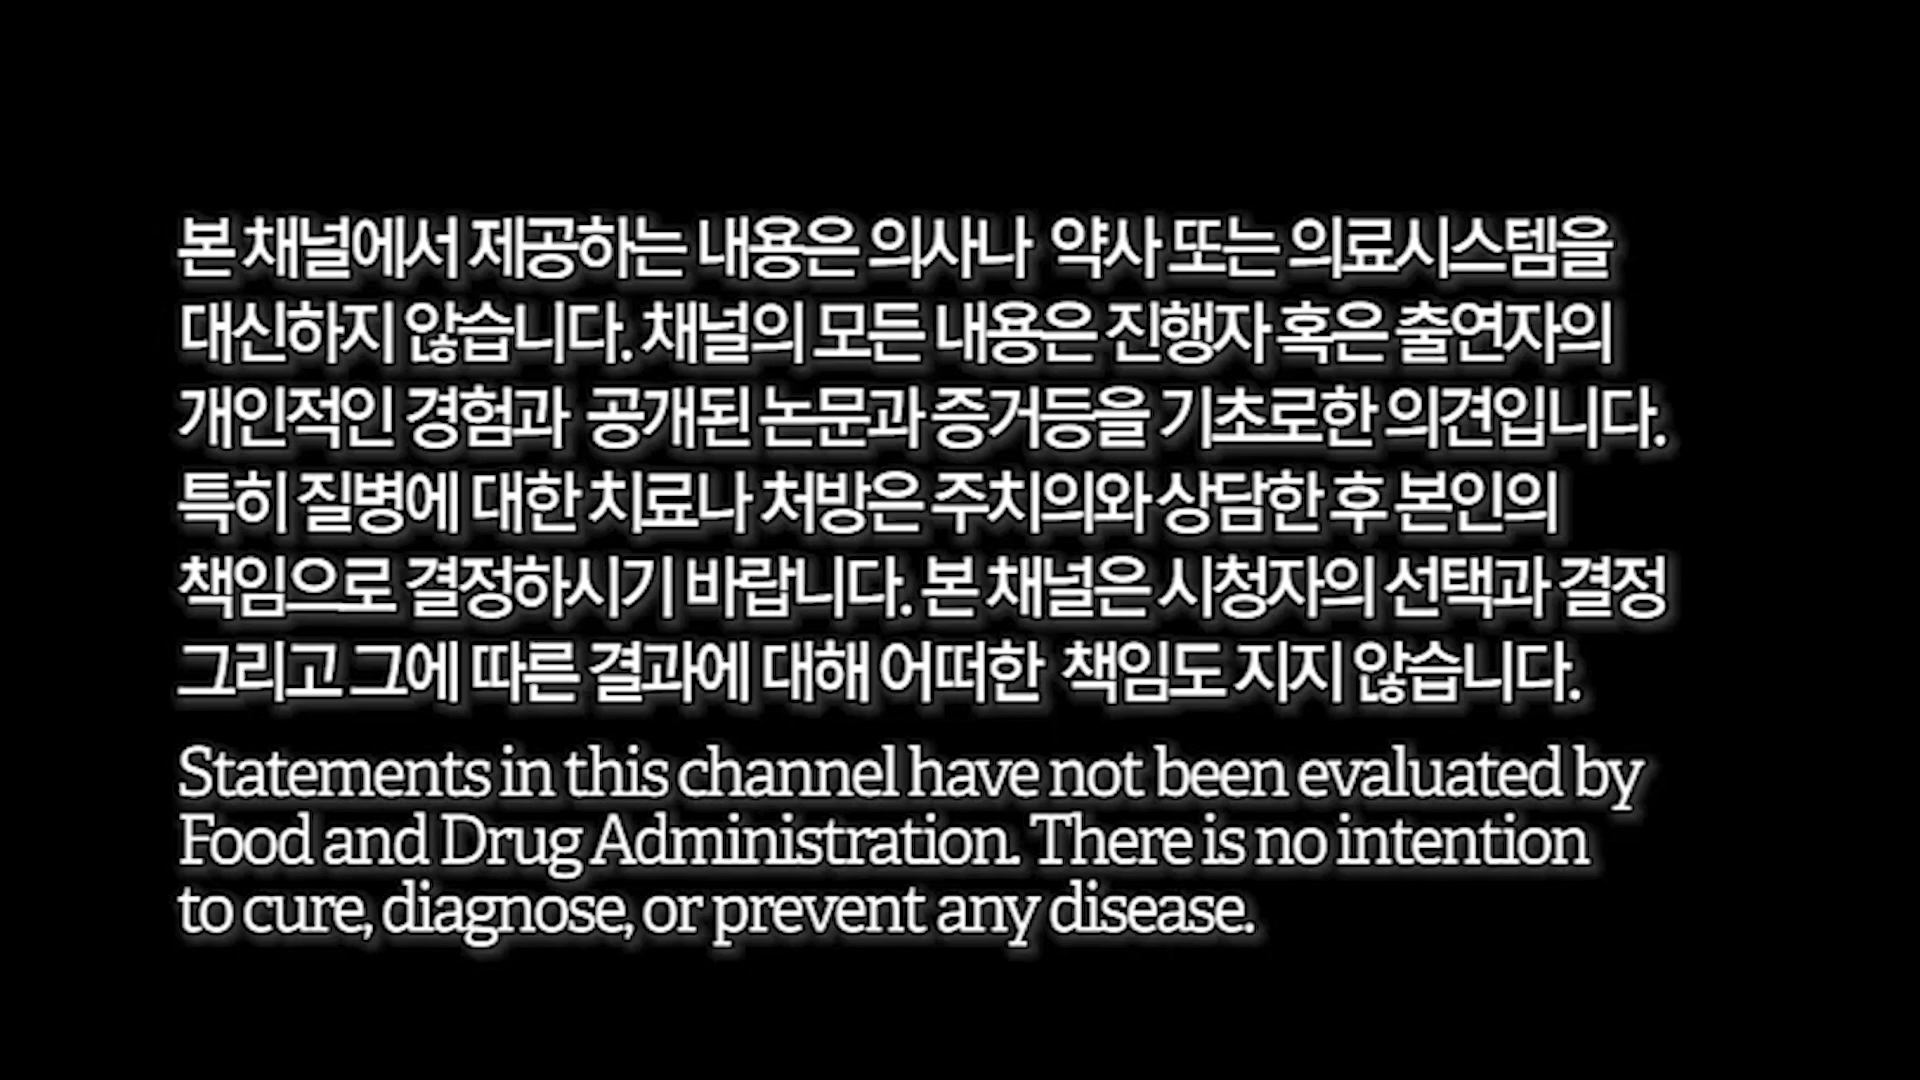 본 채널에서 제공하는 내용은 의사나 약사 또는 의료시스템을
대신하지 않습니다. 채널의 모든 내용은 진행자 혹은 출연자의
개인적인 경험과 공개된 논문과 증거등을 기초로한 의견입니다.
특히 질병에 대한 치료나 처방은 주치의와 상담한 후 본인의
책임으로 결정하시기 바랍니다. 본 채널은 시청자의 선택과 결정
그리고 그에 따른 결과에 대해 어떠한 책임도 지지 않습니다.
Statements in this channel have not been evaluated by
Food and Drug Administration. There is no intention
to cure, diagnose, or prevent any disease.